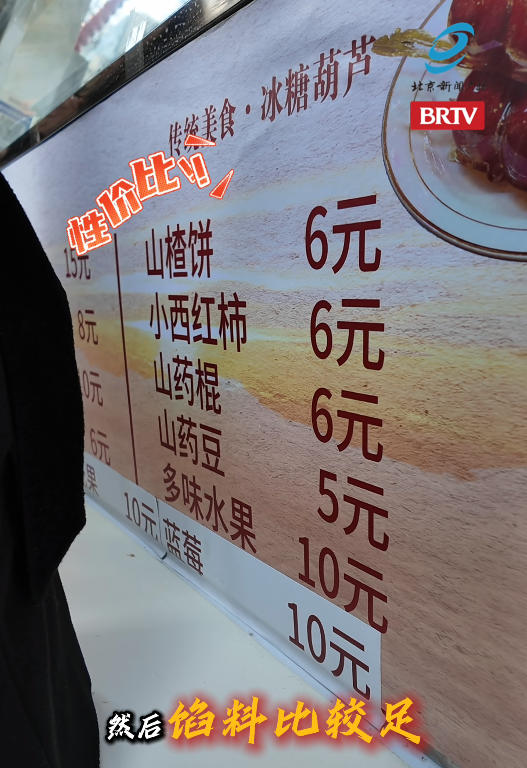 北京新闻
BRTV
传统美食·冰糖葫芦
性价比!!
15元
山楂饼 6元
8元
小西红柿 6元
0元
山药棍 6元
6元
山药豆 5元
果
多味水果 10元
10元 蓝莓 10元
然后馅料比较足